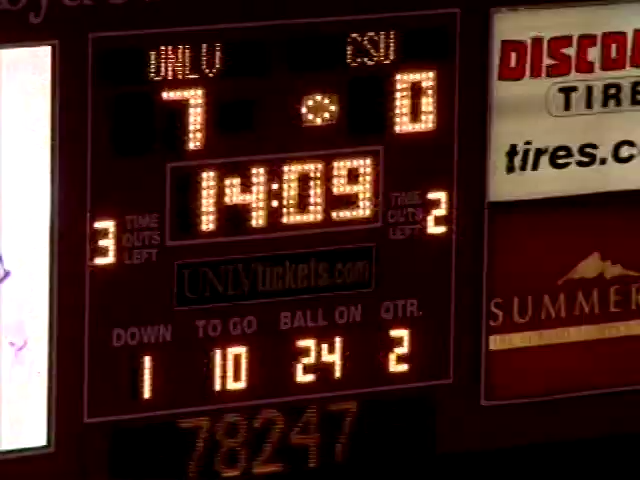 UNLV CSU
7 0
14:09
3 TIME OUTS LEFT
TIME OUTS LEFT 2
UNLVtickets.com
DOWN TO GO BALL ON QTR.
1 10 24 2
78247
DISCO
TIRE
tires.c
SUMMER